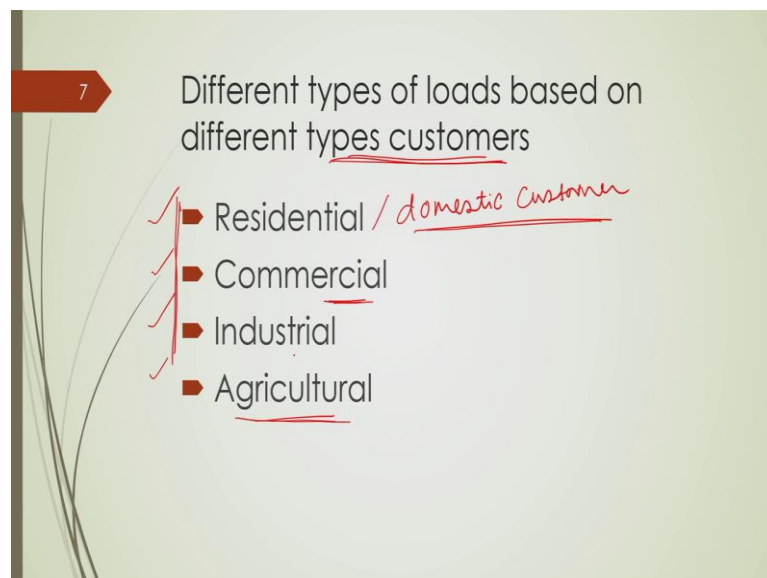 7
Different types of loads based on
different types customers
Residential / domestic customer
Commercial
Industrial
Agricultural